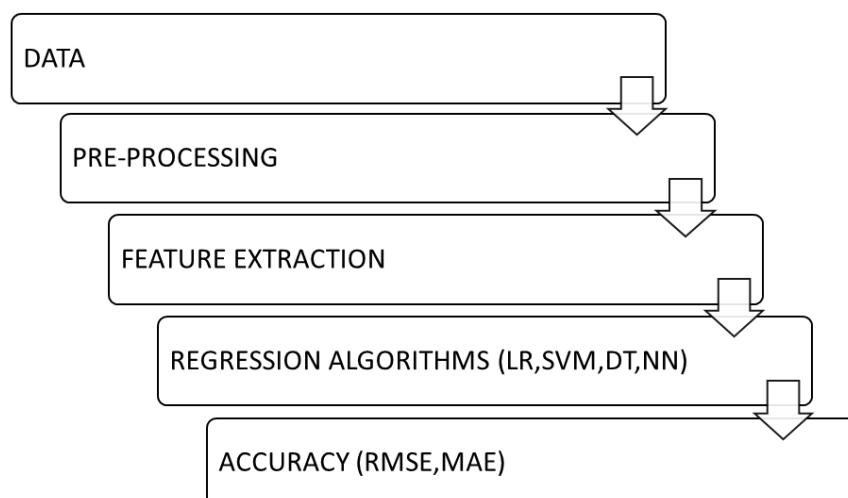 DATA
PRE-PROCESSING
FEATURE EXTRACTION
REGRESSION ALGORITHMS (LR,SVM,DT,NN)
ACCURACY (RMSE,MAE)